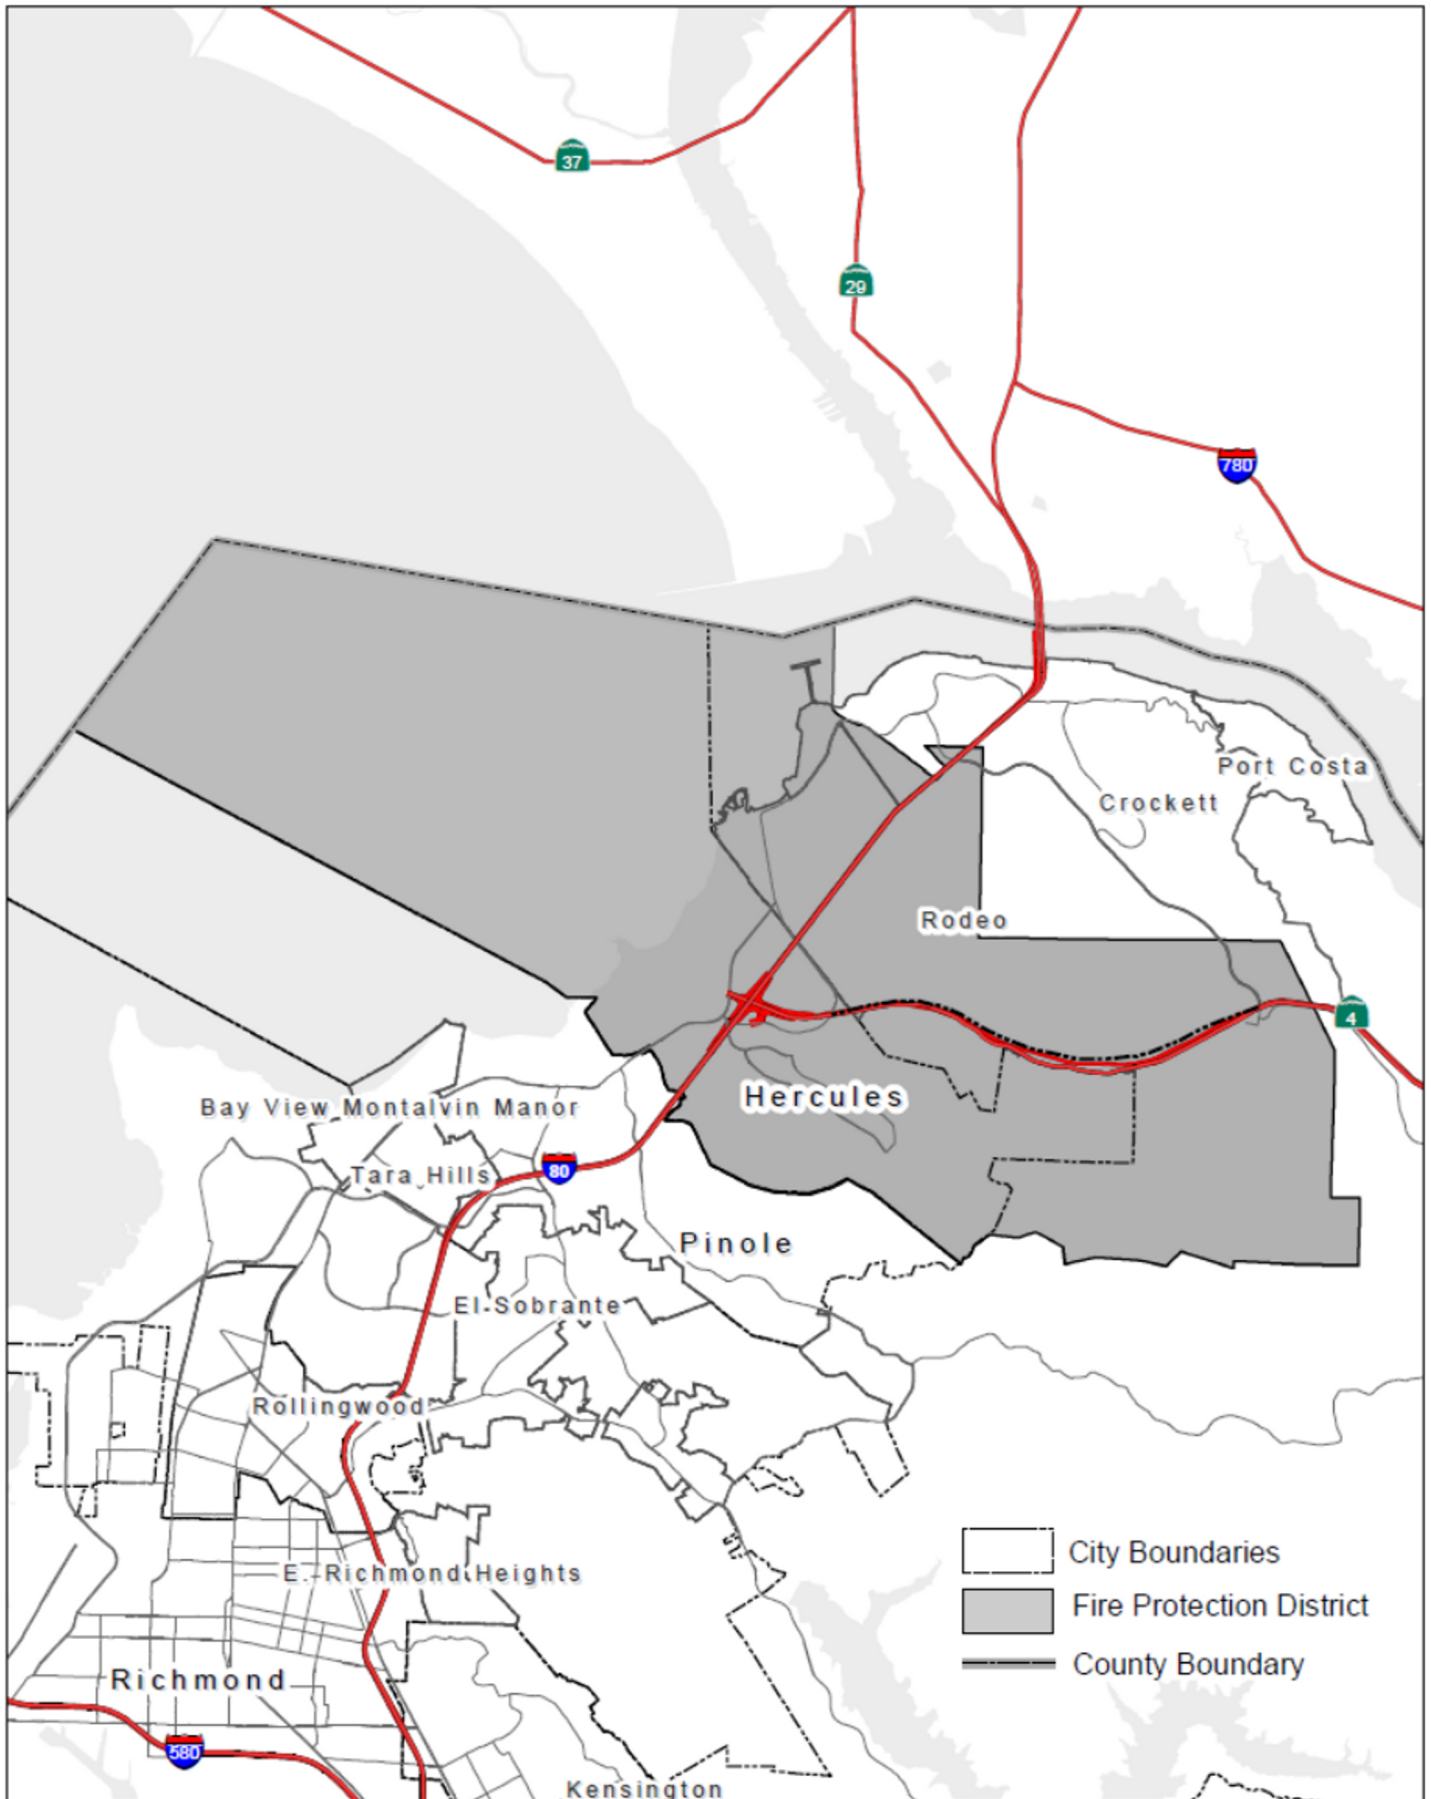 37
29
780
Port Costa
Crockett
Rodeo
4
Hercules
Bay View Montalvin Manor
80
Tara Hills
Pinole
El Sobrante
Rollingwood
City Boundaries
E. Richmond Heights
Fire Protection District
County Boundary
Richmond
580
Kensington